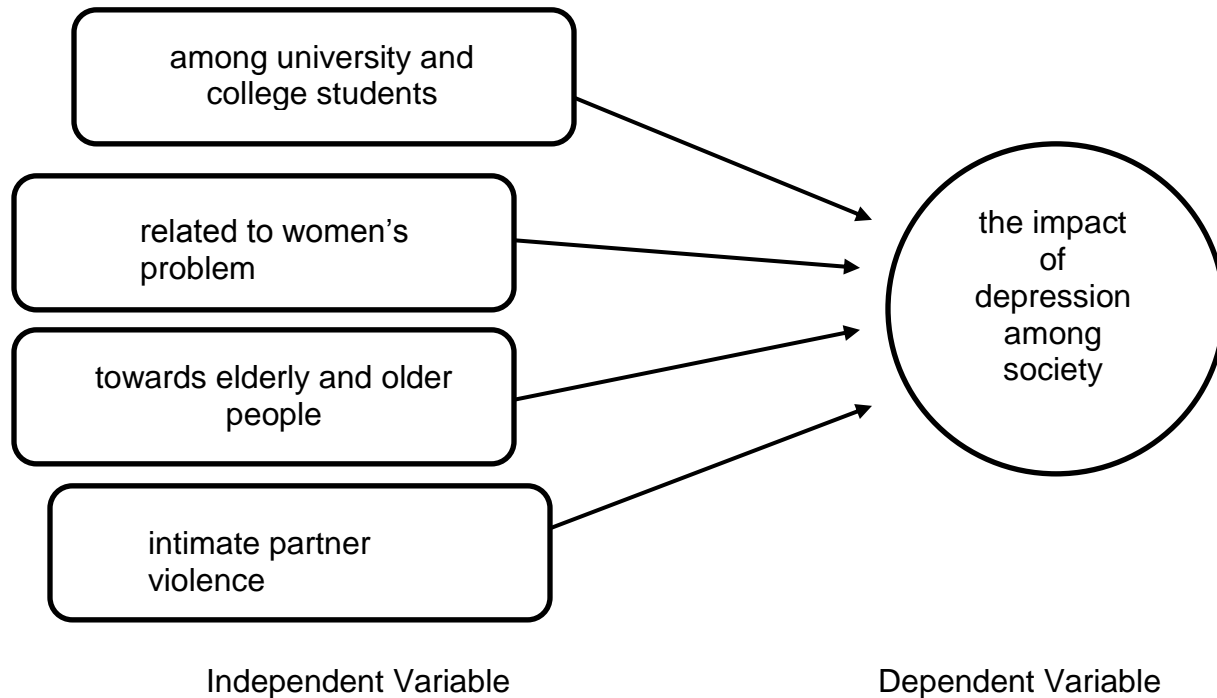 among university and
college students
related to women’s
problem
towards elderly and older
people
intimate partner
violence
the impact
of
depression
among
society
Independent Variable
Dependent Variable